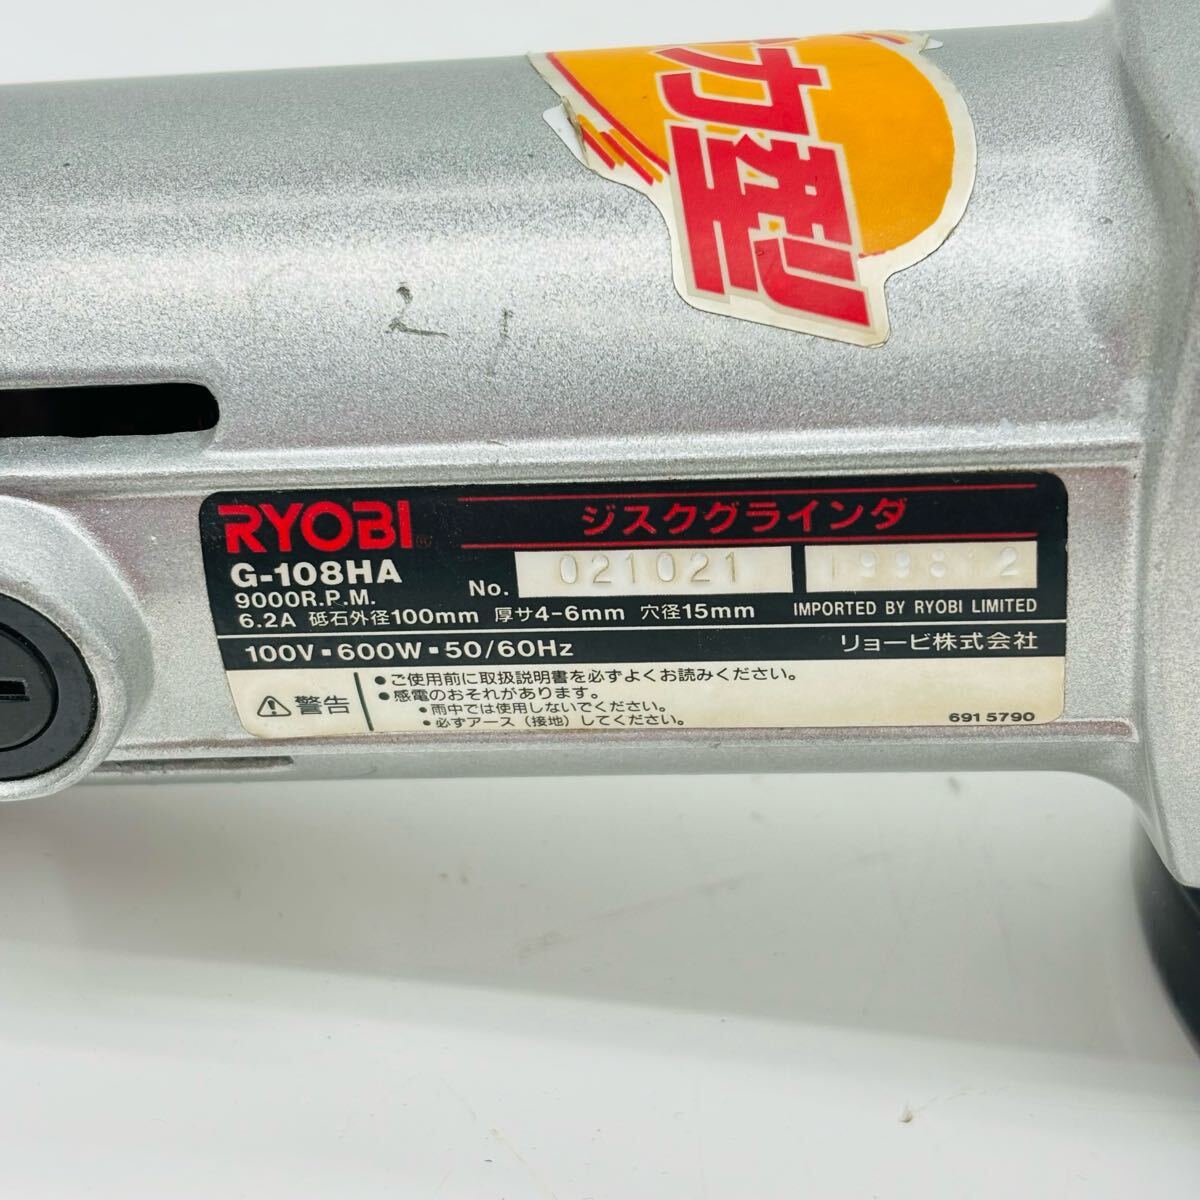 力型
RYOBI®
ジスクグラインダ
G-108HA
No. 021021 199812
9000R.P.M.
6.2A 砥石外径100mm 厚サ4-6mm 穴径15mm IMPORTED BY RYOBI LIMITED
100V▪600W▪50/60Hz リョービ株式会社
⚠警告
•ご使用前に取扱説明書を必ずよくお読みください。
•感電のおそれがあります。
•雨中では使用しないでください。
•必ずアース（接地）してください。
6915790